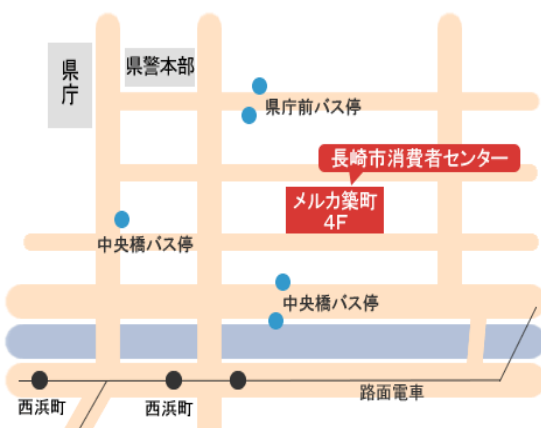 県庁
県警本部
県庁前バス停
長崎市消費者センター
メルカ築町
4F
中央橋バス停
中央橋バス停
路面電車
西浜町
西浜町